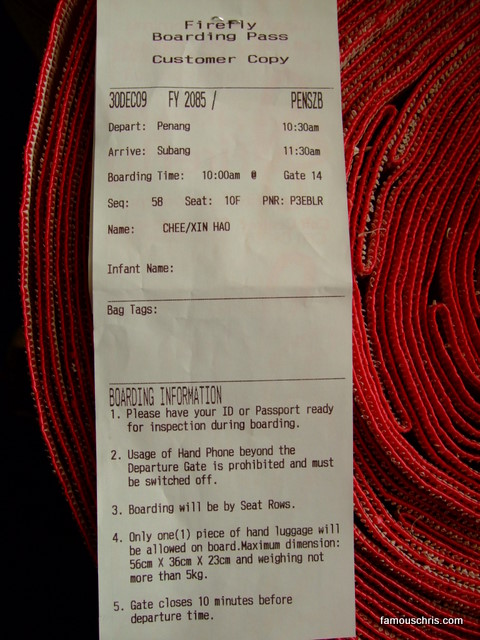 Firefly
Boarding Pass
Customer Copy
30DEC09 FY 2085 / PENSZB
Depart: Penang 10:30am
Arrive: Subang 11:30am
Boarding Time: 10:00am @ Gate 14
Seq: 58 Seat: 10F PNR: P3EBLR
Name: CHEE/XIN HAO
Infant Name:
Bag Tags:
BOARDING INFORMATION
1. Please have your ID or Passport ready
for inspection during boarding.
2. Usage of Hand Phone beyond the
Departure Gate is prohibited and must
be switched off.
3. Boarding will be by Seat Rows.
4. Only one(1) piece of hand luggage will
be allowed on board.Maximum dimension:
56cm X 36cm X 23cm and weighing not
more than 5kg.
5. Gate closes 10 minutes before
departure time.
famouschris.com